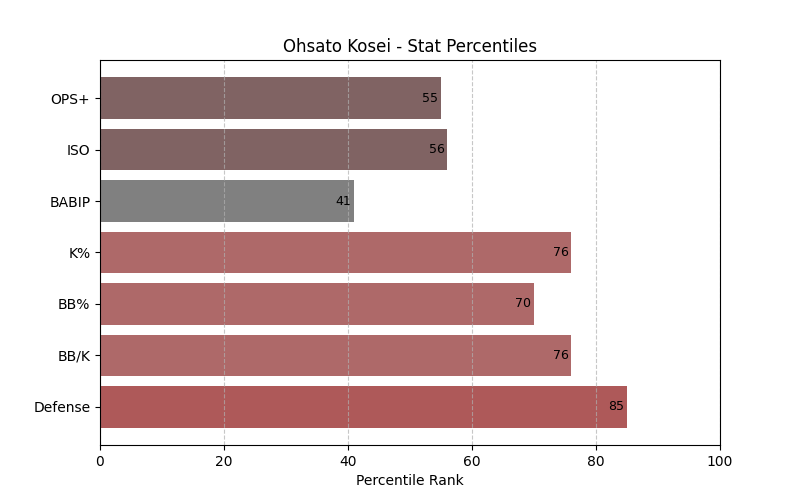 Ohsato Kosei - Stat Percentiles
OPS+ 55
ISO 56
BABIP 41
K% 76
BB% 70
BB/K 76
Defense 85
0 20 40 60 80 100
Percentile Rank